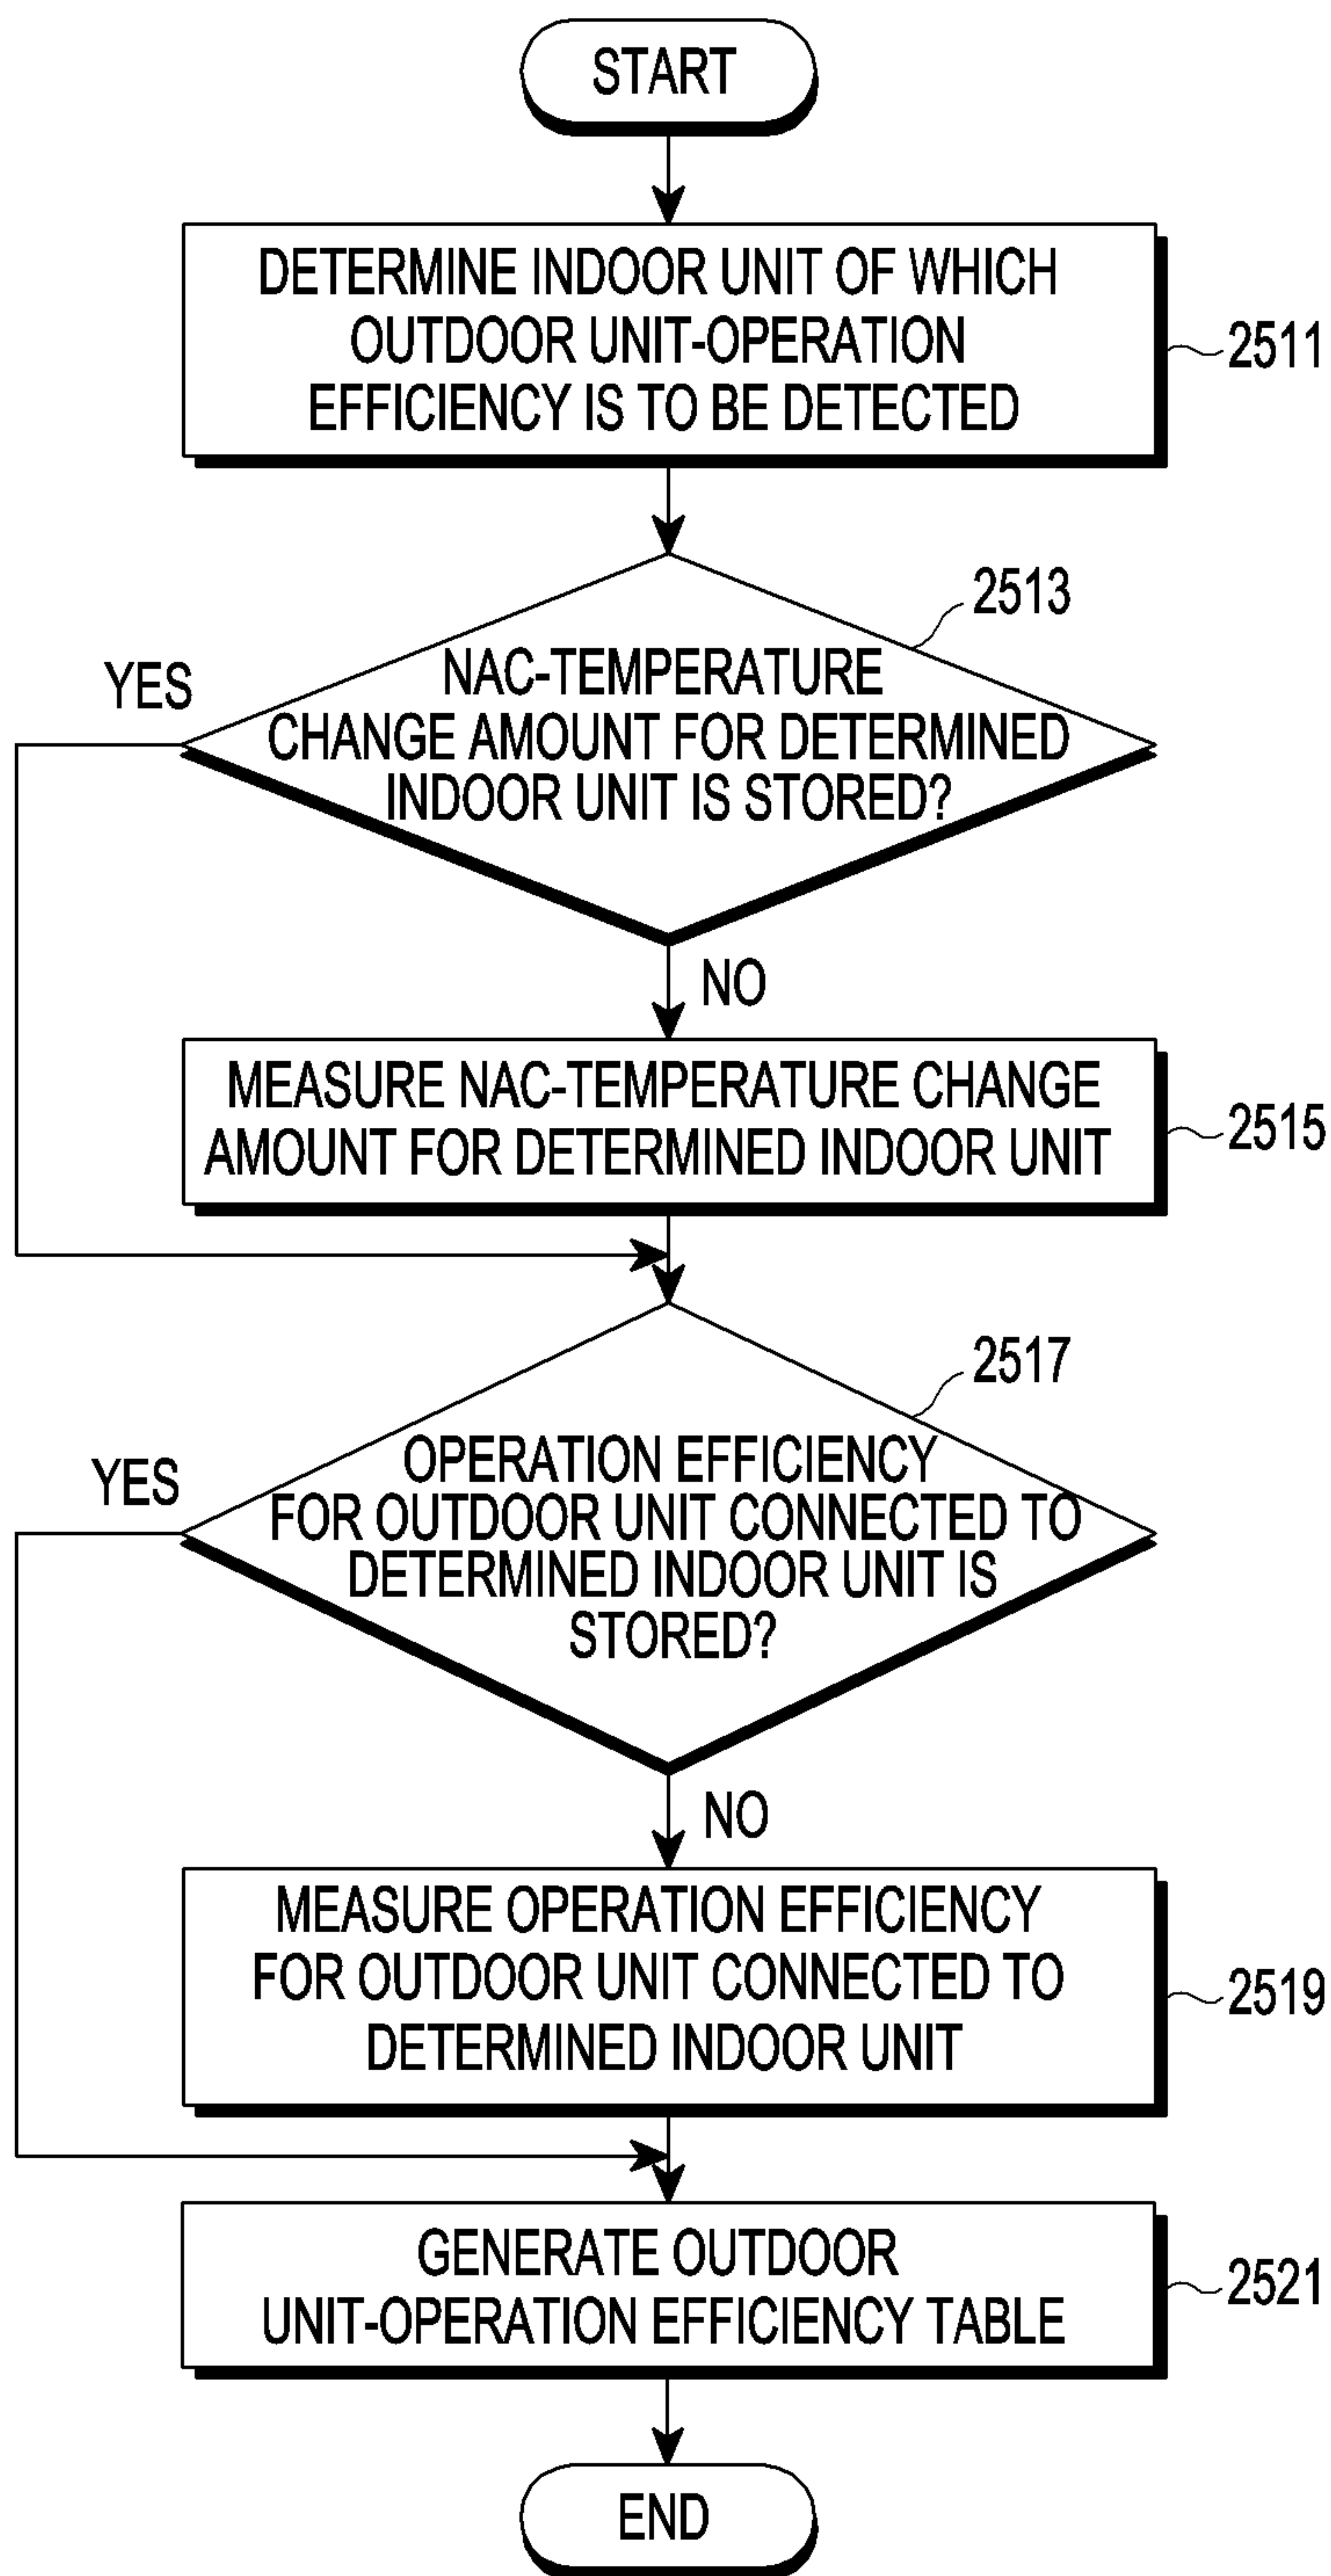 START
DETERMINE INDOOR UNIT OF WHICH
OUTDOOR UNIT-OPERATION
EFFICIENCY IS TO BE DETECTED
2511
2513
YES
NAC-TEMPERATURE
CHANGE AMOUNT FOR DETERMINED
INDOOR UNIT IS STORED?
NO
MEASURE NAC-TEMPERATURE CHANGE
AMOUNT FOR DETERMINED INDOOR UNIT
2515
2517
YES
OPERATION EFFICIENCY
FOR OUTDOOR UNIT CONNECTED TO
DETERMINED INDOOR UNIT IS
STORED?
NO
MEASURE OPERATION EFFICIENCY
FOR OUTDOOR UNIT CONNECTED TO
DETERMINED INDOOR UNIT
2519
GENERATE OUTDOOR
UNIT-OPERATION EFFICIENCY TABLE
2521
END